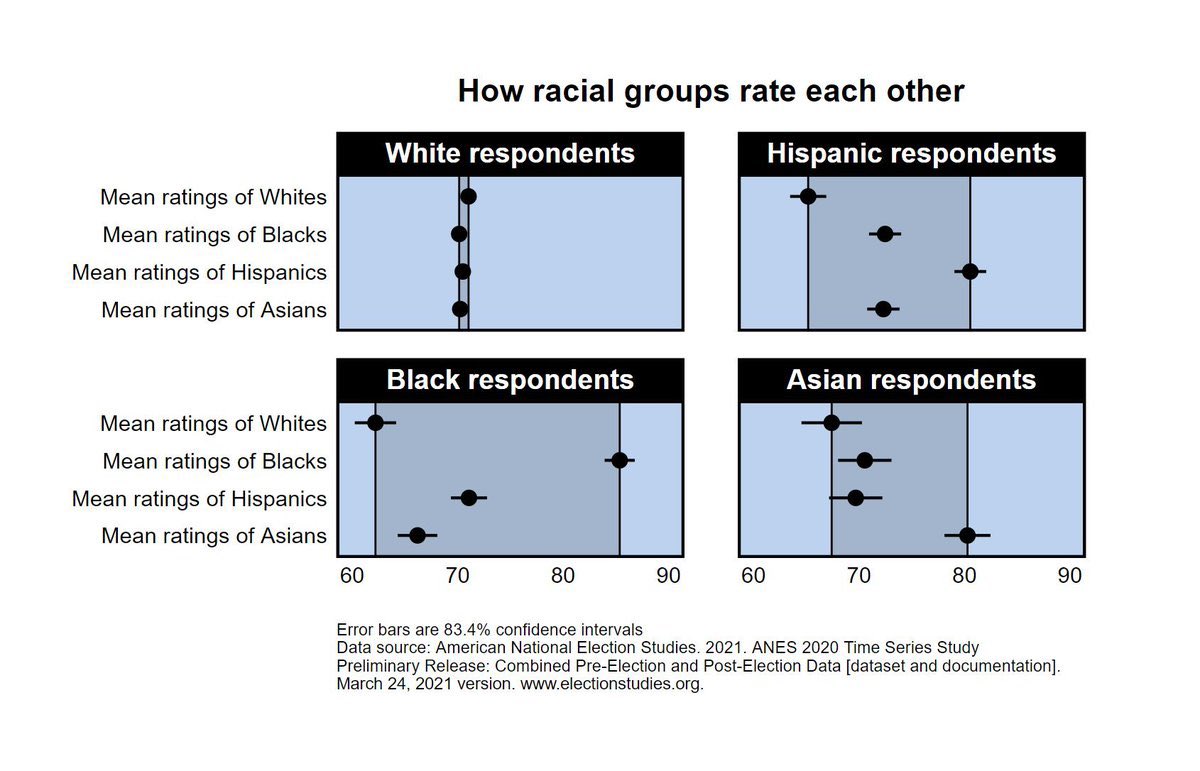 How racial groups rate each other
White respondents
Hispanic respondents
Mean ratings of Whites
Mean ratings of Blacks
Mean ratings of Hispanics
Mean ratings of Asians
Black respondents
Asian respondents
Mean ratings of Whites
Mean ratings of Blacks
Mean ratings of Hispanics
Mean ratings of Asians
60 70 80 90
60 70 80 90
Error bars are 83.4% confidence intervals
Data source: American National Election Studies. 2021. ANES 2020 Time Series Study
Preliminary Release: Combined Pre-Election and Post-Election Data [dataset and documentation].
March 24, 2021 version. www.electionstudies.org.